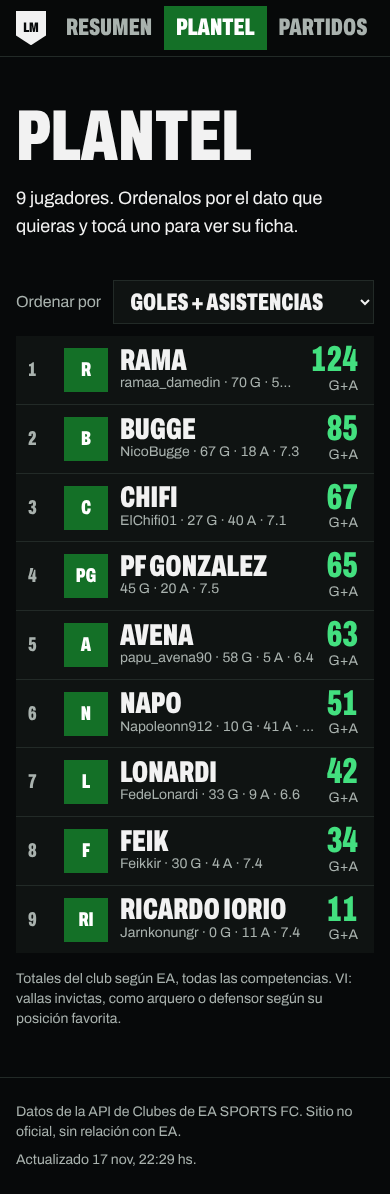 LM RESUMEN PLANTEL PARTIDOS
PLANTEL
9 jugadores. Ordenalos por el dato que
quieras y tocá uno para ver su ficha.
Ordenar por GOLES + ASISTENCIAS
1 R RAMA 124
ramaa_damedin · 70 G · 5... G+A
2 B BUGGE 85
NicoBugge · 67 G · 18 A · 7.3 G+A
3 C CHIFI 67
ElChifi01 · 27 G · 40 A · 7.1 G+A
4 PG PF GONZALEZ 65
45 G · 20 A · 7.5 G+A
5 A AVENA 63
papu_avena90 · 58 G · 5 A · 6.4 G+A
6 N NAPO 51
Napoleonn912 · 10 G · 41 A · ... G+A
7 L LONARDI 42
FedeLonardi · 33 G · 9 A · 6.6 G+A
8 F FEIK 34
Feikkir · 30 G · 4 A · 7.4 G+A
9 RI RICARDO IORIO 11
Jarnkonungr · 0 G · 11 A · 7.4 G+A
Totales del club según EA, todas las competencias. VI:
vallas invictas, como arquero o defensor según su
posición favorita.
Datos de la API de Clubes de EA SPORTS FC. Sitio no
oficial, sin relación con EA.
Actualizado 17 nov, 22:29 hs.